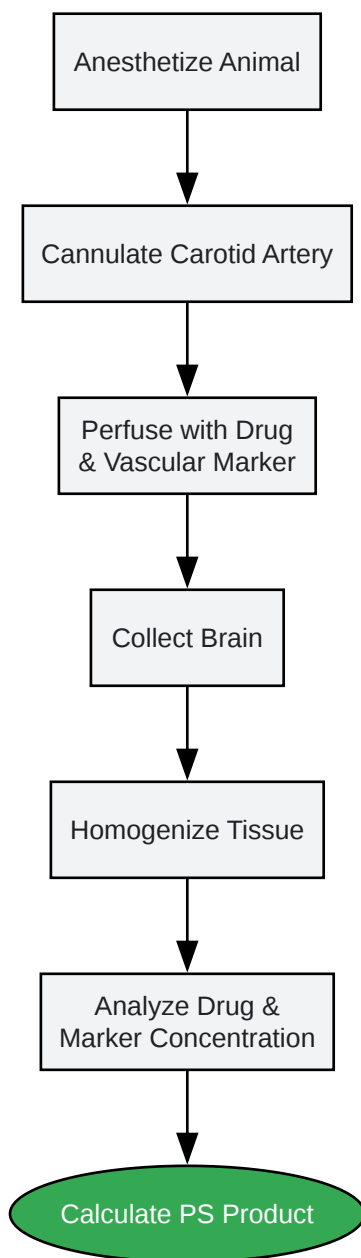 Anesthetize Animal
Cannulate Carotid Artery
Perfuse with Drug
& Vascular Marker
Collect Brain
Homogenize Tissue
Analyze Drug &
Marker Concentration
Calculate PS Product